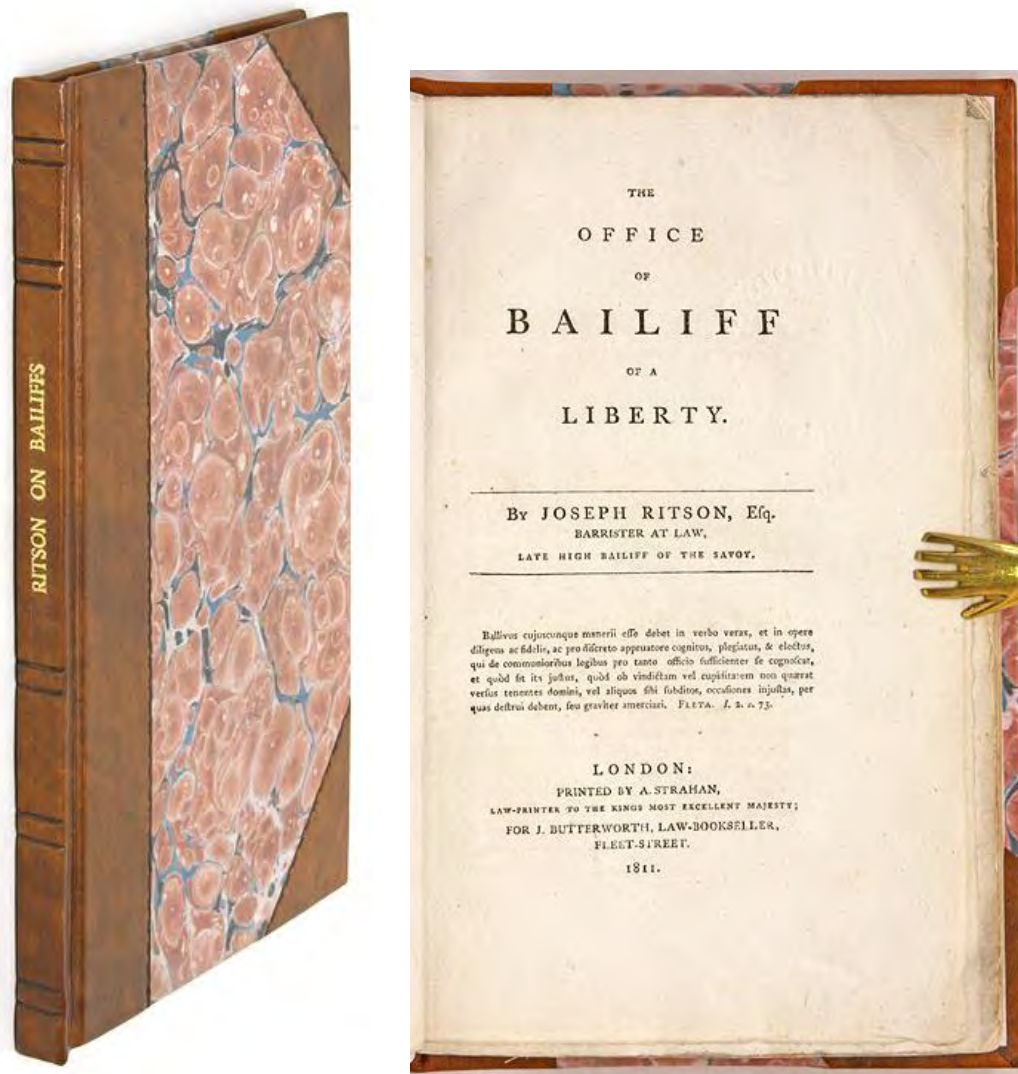 RITSON ON BAILIFFS
THE
OFFICE
OF
BAILIFF
OF A
LIBERTY.
By JOSEPH RITSON, Eſq.
BARRISTER AT LAW,
LATE HIGH BAILIFF OF THE SAVOY.
Ballivus cujuscunque manerii eſſe debet in verbo verax, et in opere
diligens ac fidelis, ac pro diſcreto appruatore cognitus, plegiatus, & electus,
qui de communioribus legibus pro tanto officio ſufficienter ſe cognoſcat,
et quòd ſit ita juſtus, quòd ob vindictam vel cupiditatem non quærat
verſus tenentes domini, vel aliquos ſibi ſubditos, occaſiones injuſtas, per
quas deſtrui debent, ſeu graviter amerciari. FLETA. l. 2. c. 73.
LONDON:
PRINTED BY A. STRAHAN,
LAW-PRINTER TO THE KINGS MOST EXCELLENT MAJESTY;
FOR J. BUTTERWORTH, LAW-BOOKSELLER,
FLEET-STREET.
1811.